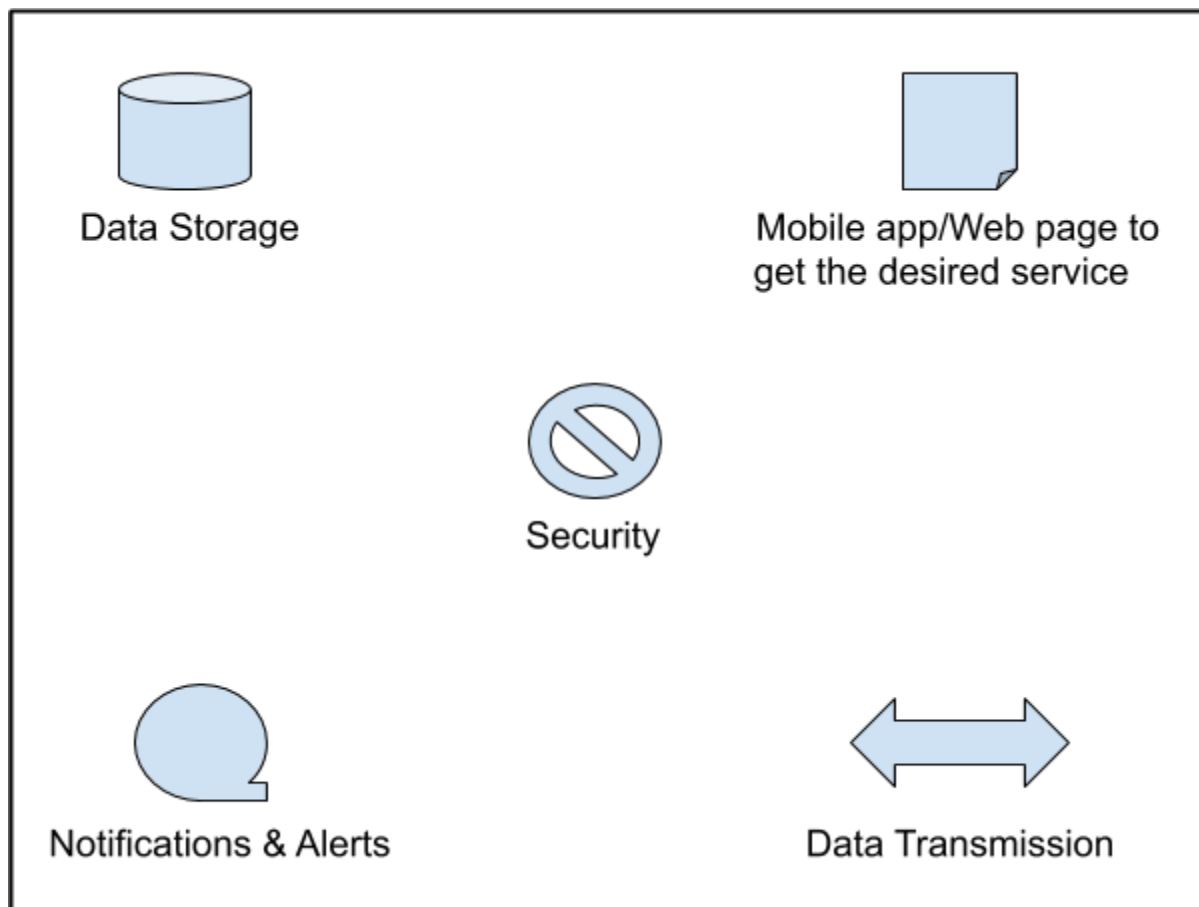 Data Storage
Mobile app/Web page to
get the desired service
Security
Notifications & Alerts
Data Transmission